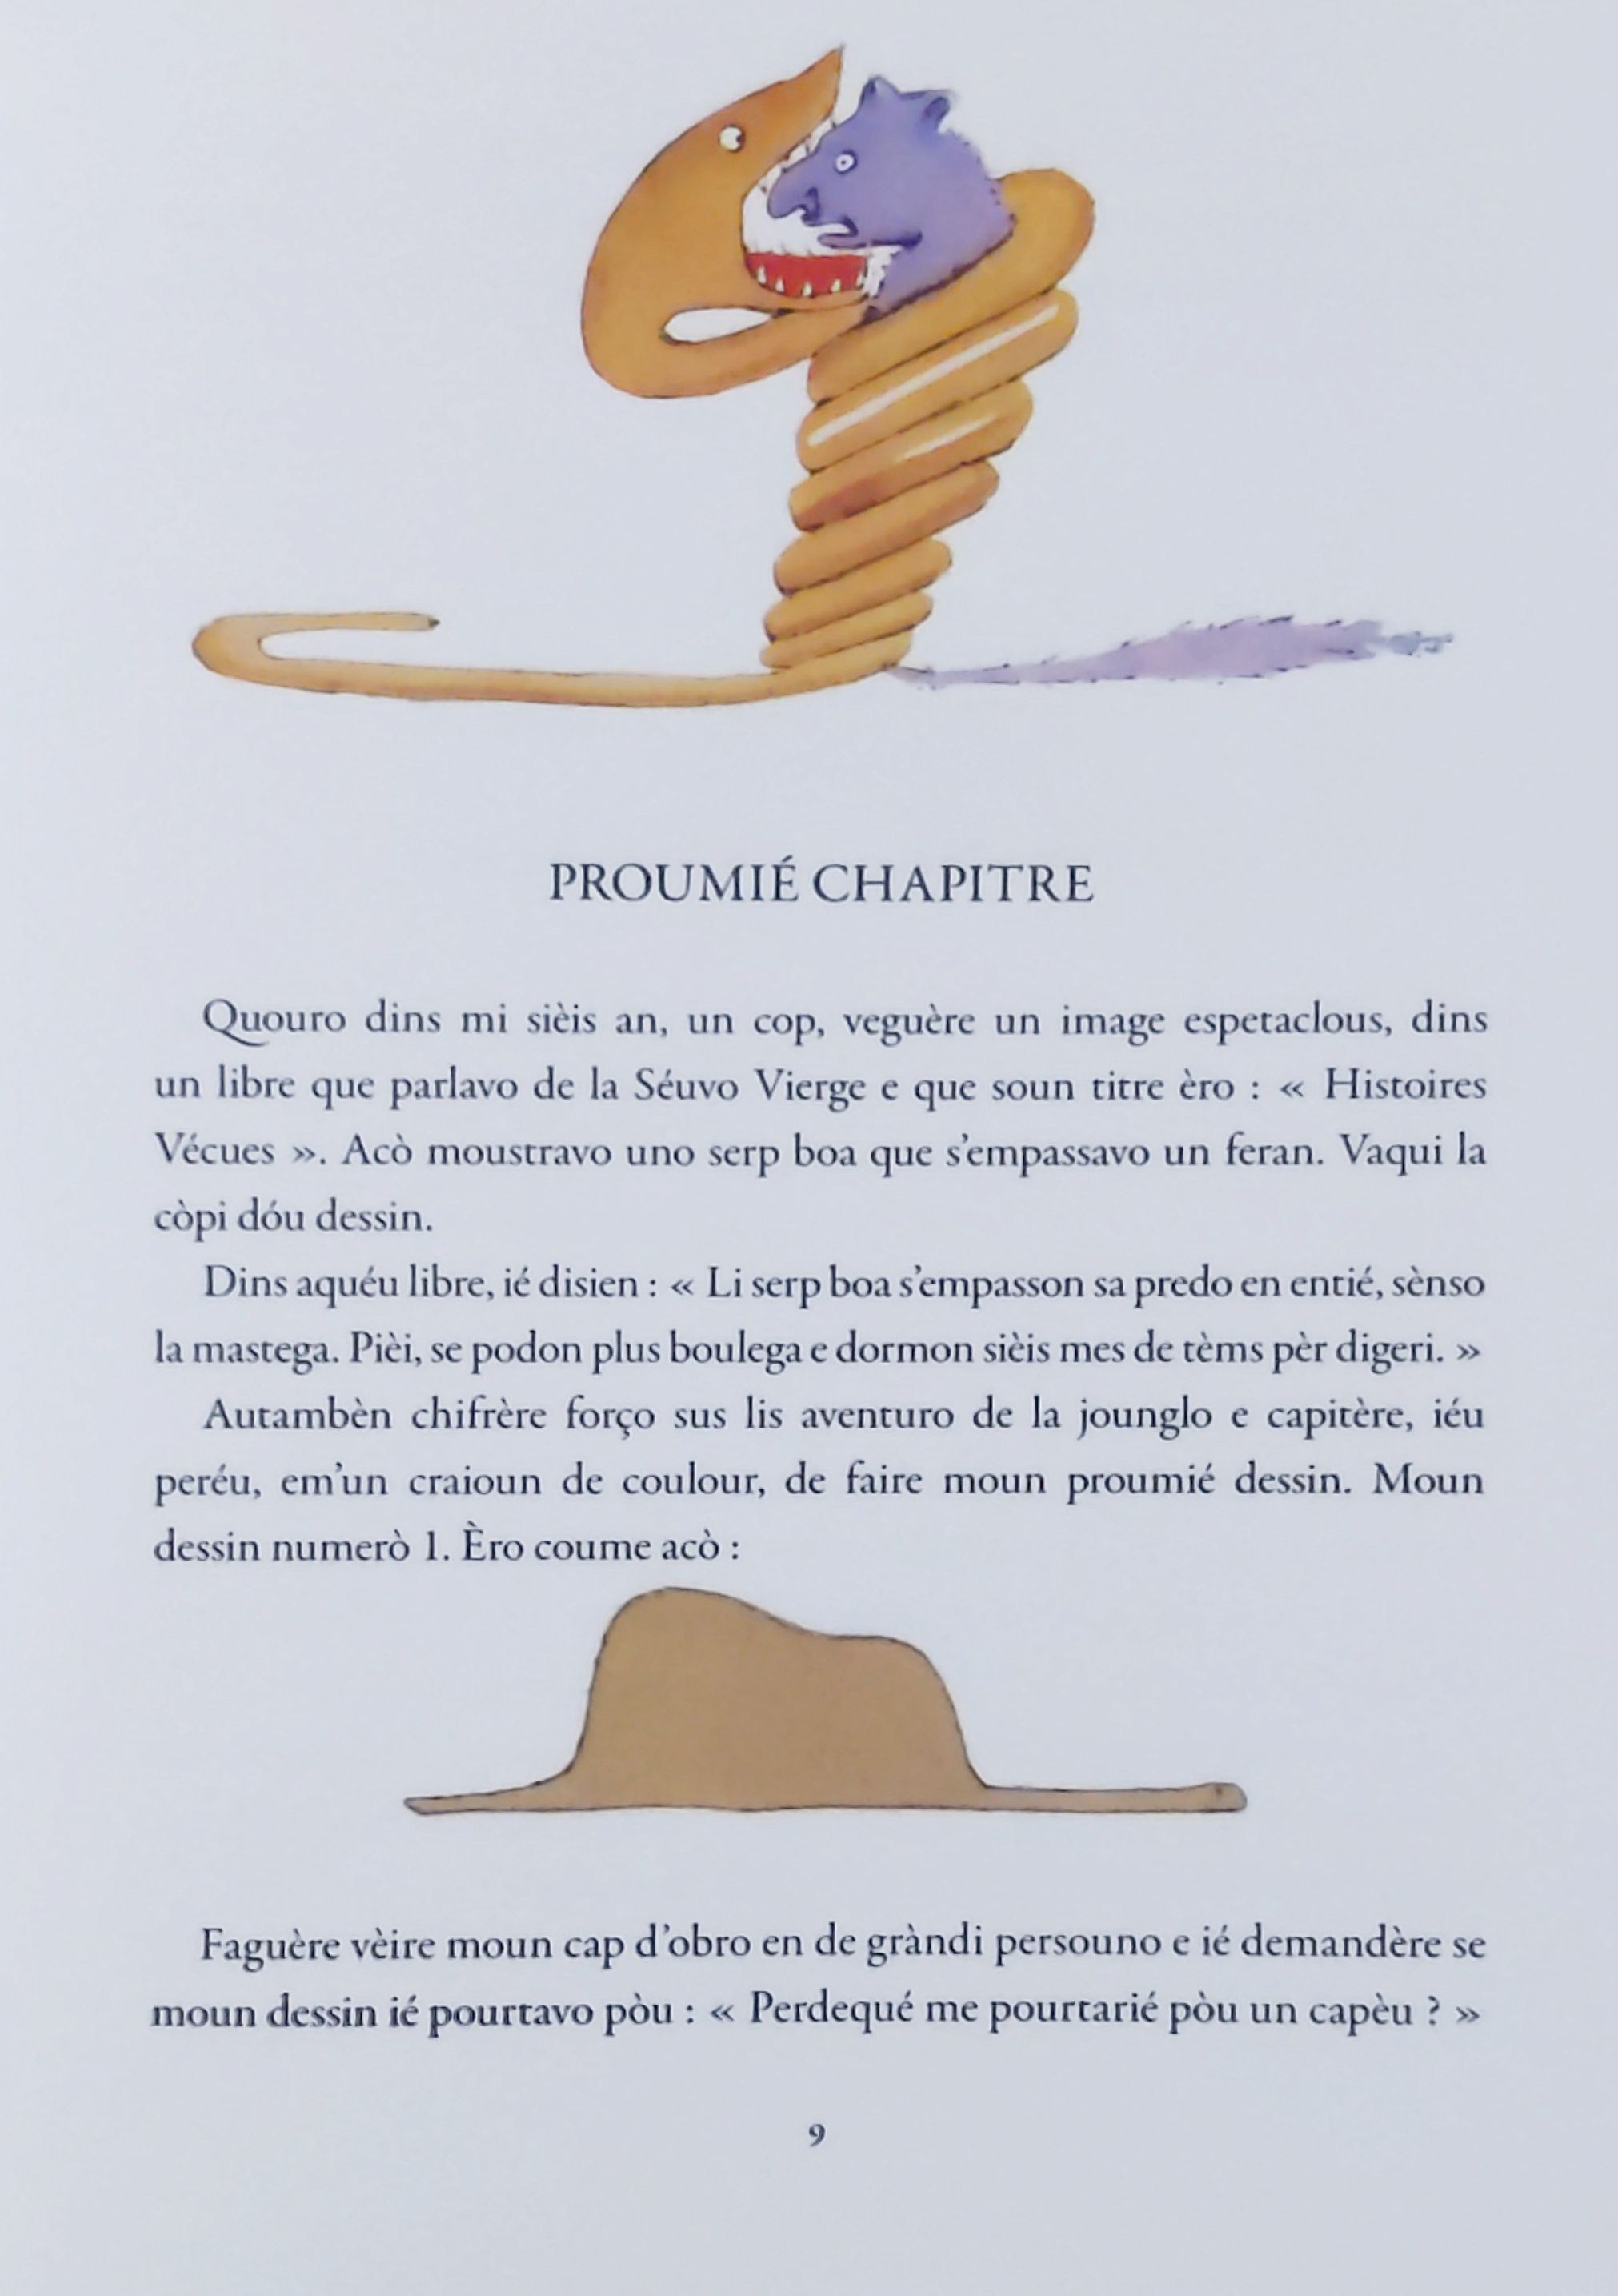 PROUMIÉ CHAPITRE
Quouro dins mi sièis an, un cop, veguère un image espetaclous, dins
un libre que parlavo de la Séuvo Vierge e que soun titre èro : « Histoires
Vécues ». Acò moustravo uno serp boa que s'empassavo un feran. Vaqui la
còpi dóu dessin.
Dins aquéu libre, ié disien : « Li serp boa s'empasson sa predo en entié, sènso
la mastega. Pièi, se podon plus boulega e dormon sièis mes de tèms pèr digeri. »
Autambèn chifrère forço sus lis aventuro de la jounglo e capitère, iéu
peréu, em'un craioun de coulour, de faire moun proumié dessin. Moun
dessin numerò 1. Èro coume acò :
Faguère vèire moun cap d'obro en de gràndi persouno e ié demandère se
moun dessin ié pourtavo pòu : « Perdequé me pourtarié pòu un capèu ? »
9